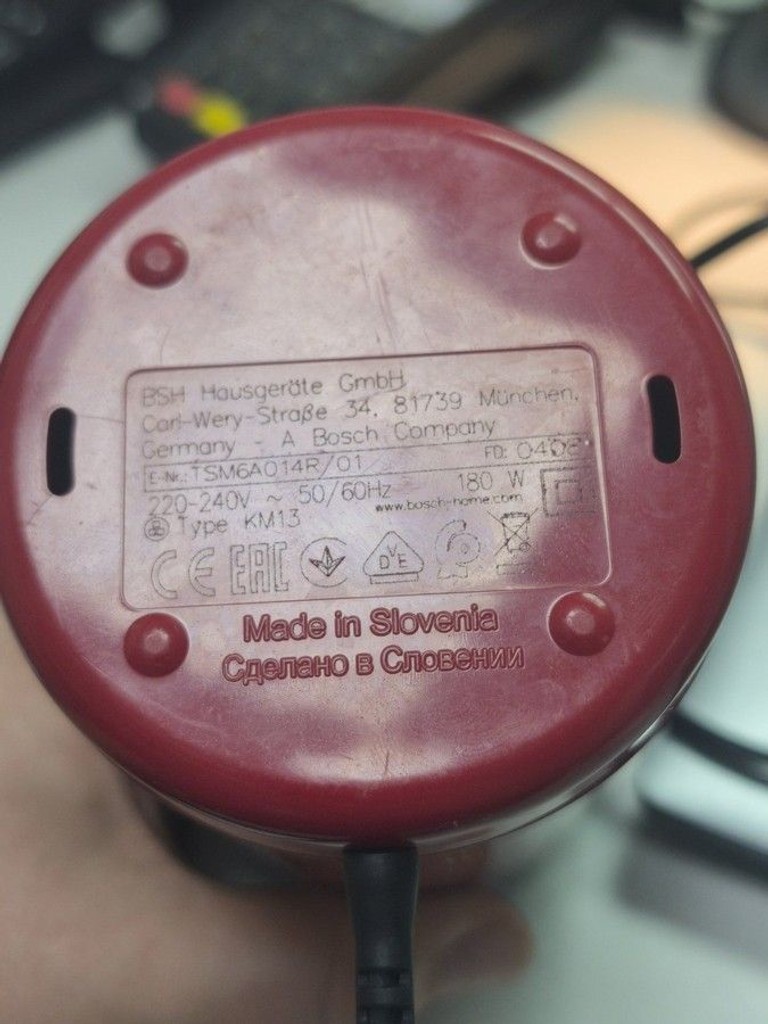 BSH Hausgeräte GmbH
Carl-Wery-Straße 34, 81739 München,
Germany - A Bosch Company
E-Nr.: TSM6A014R/01 FD:
220-240V ~ 50/60Hz 180 W
www.bosch-home.com
Type KM13
CE EAC VDE
Made in Slovenia
Сделано в Словении